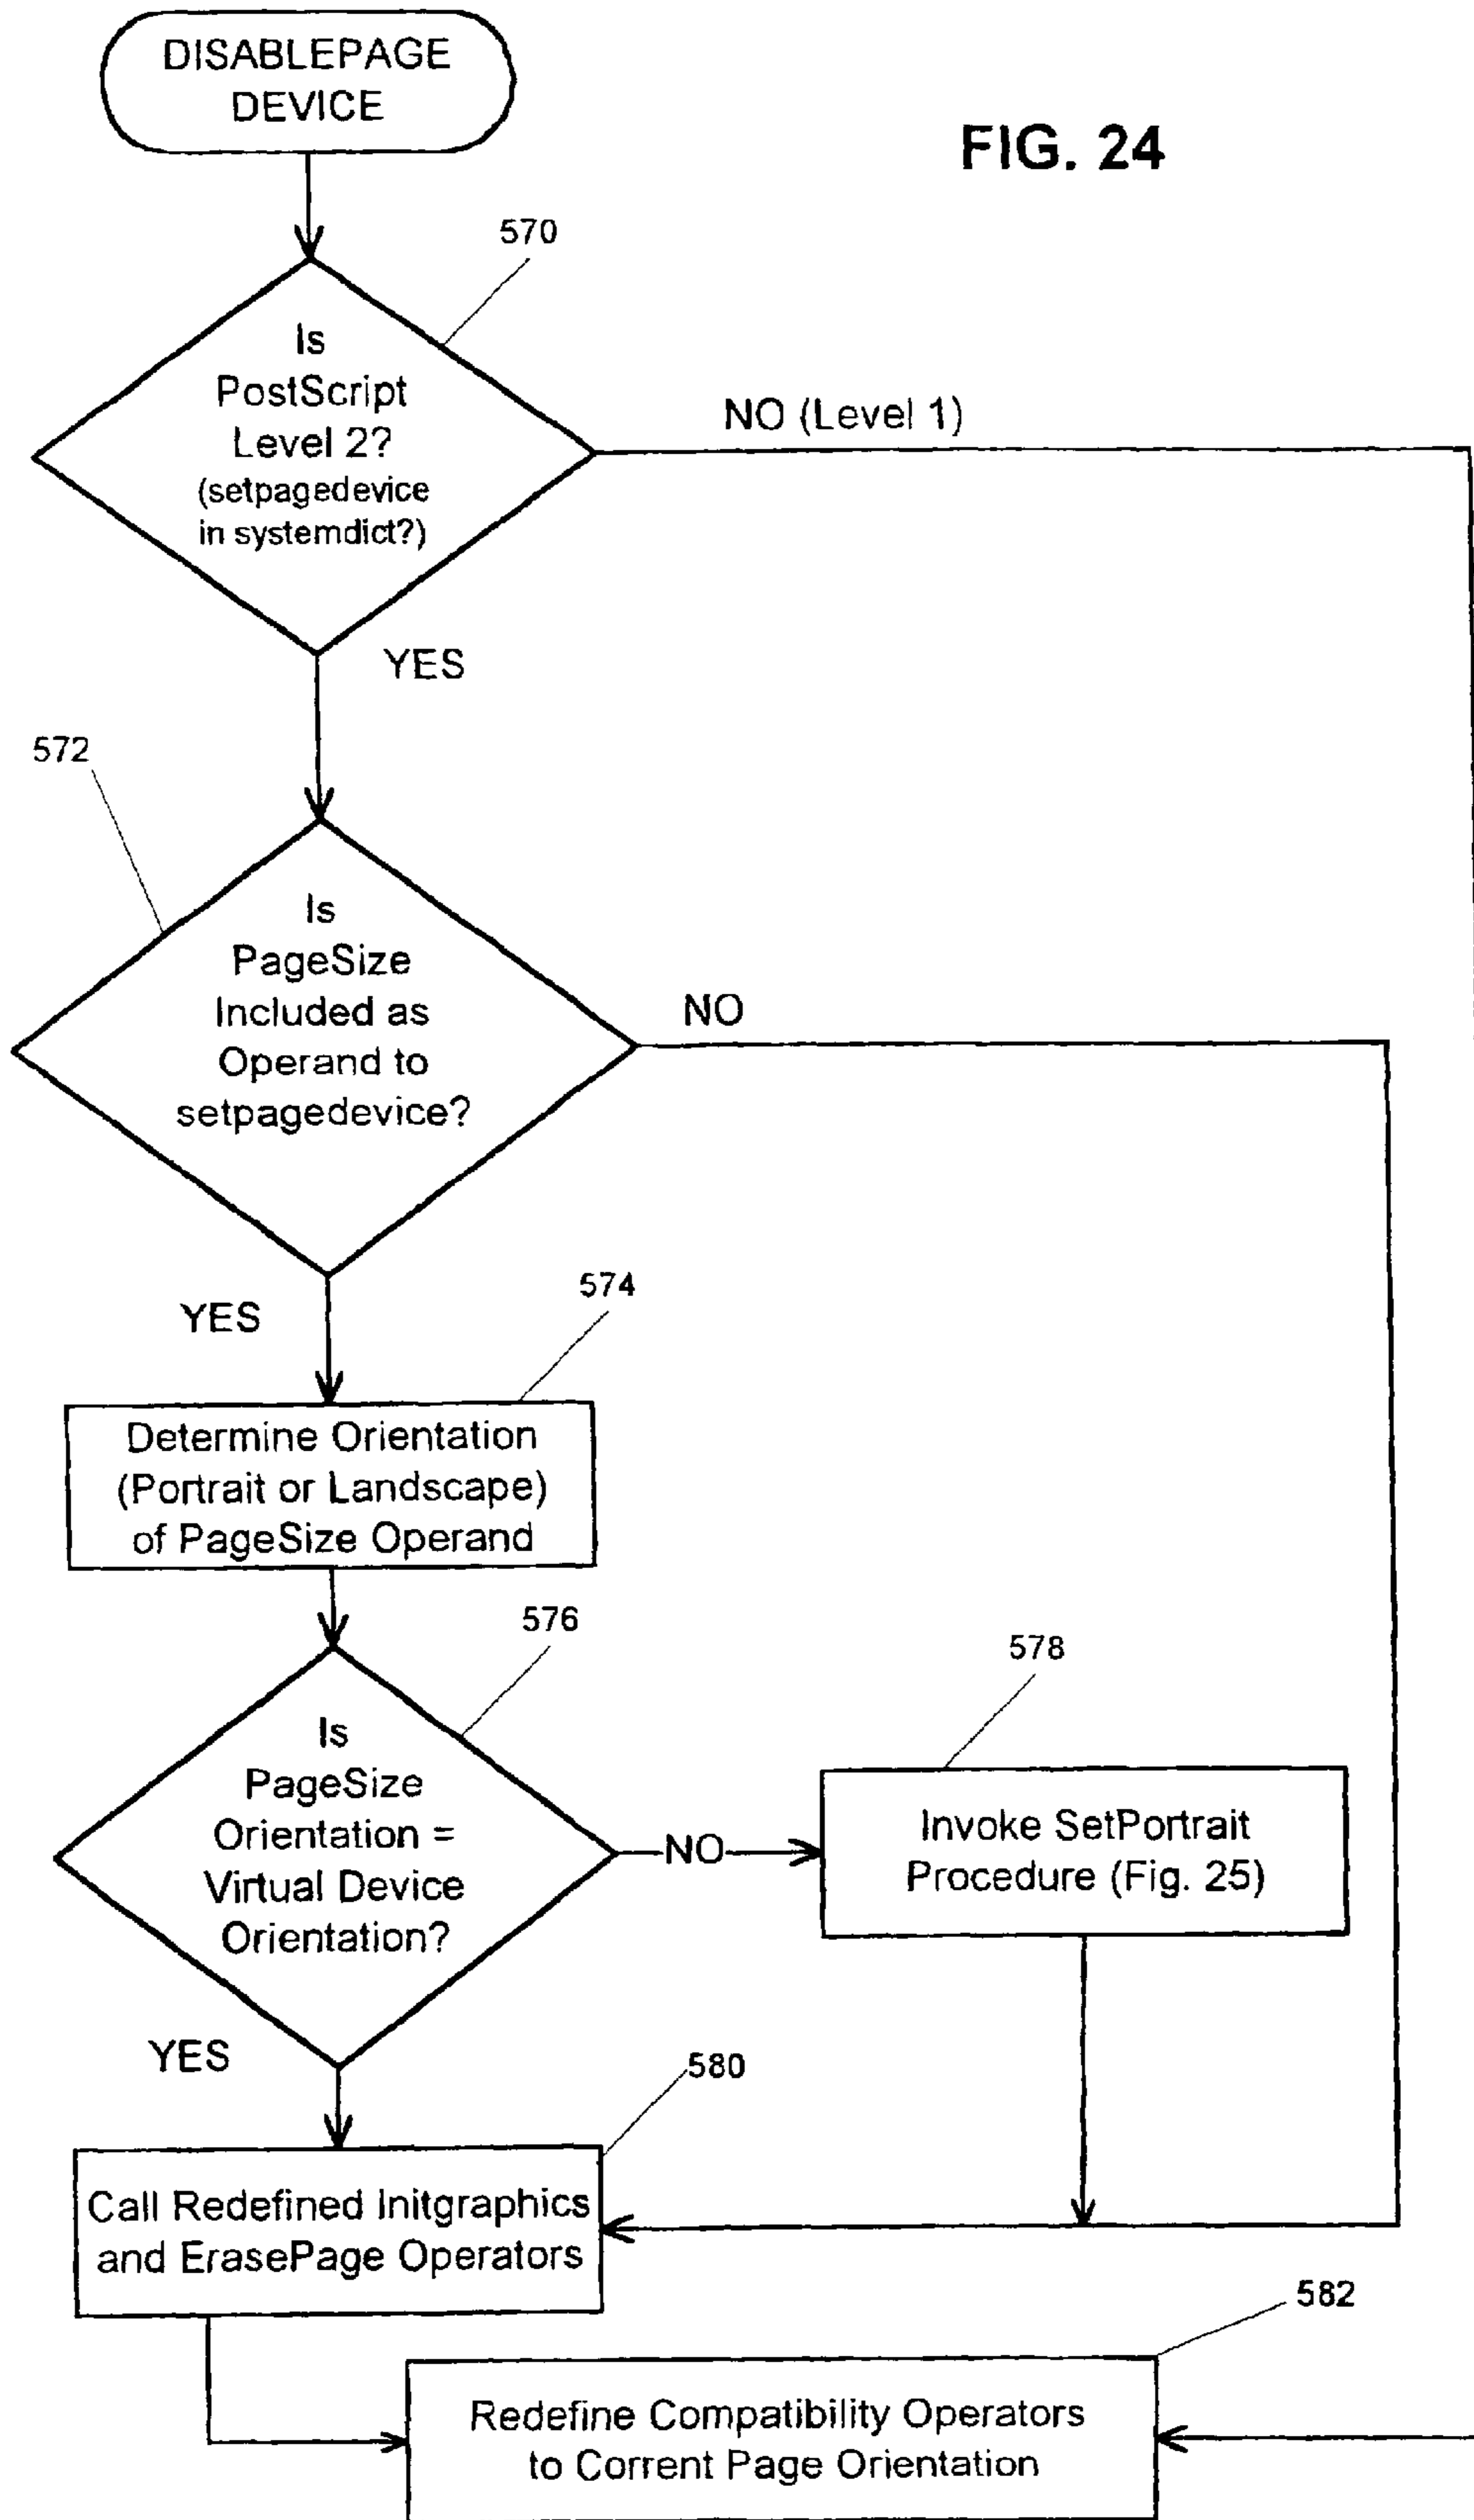 DISABLEPAGE
DEVICE
FIG. 24
570
Is
PostScript
Level 2?
(setpagedevice
in systemdict?)
NO (Level 1)
YES
572
Is
PageSize
Included as
Operand to
setpagedevice?
NO
YES
574
Determine Orientation
(Portrait or Landscape)
of PageSize Operand
576
Is
PageSize
Orientation =
Virtual Device
Orientation?
NO
578
Invoke SetPortrait
Procedure (Fig. 25)
YES
580
Call Redefined Initgraphics
and ErasePage Operators
582
Redefine Compatibility Operators
to Corrent Page Orientation